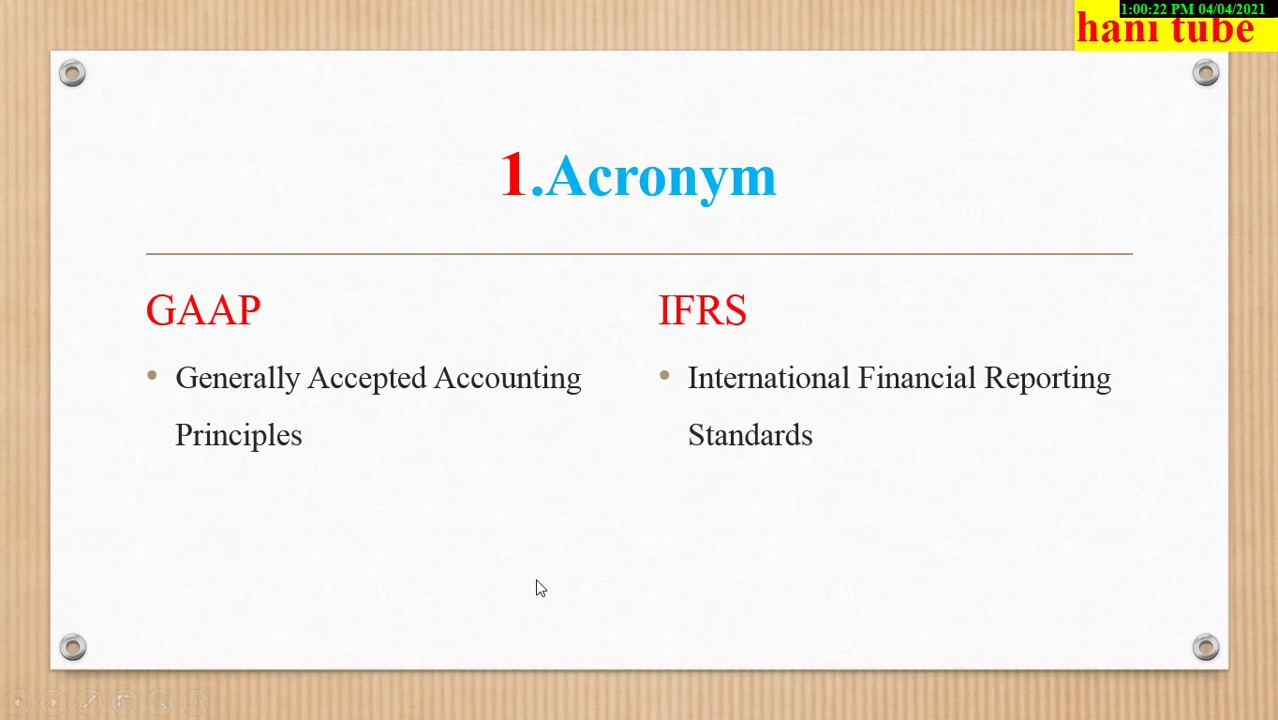 1:00:22 PM 04/04/2021
hani tube
1.Acronym
GAAP
• Generally Accepted Accounting
Principles
IFRS
• International Financial Reporting
Standards